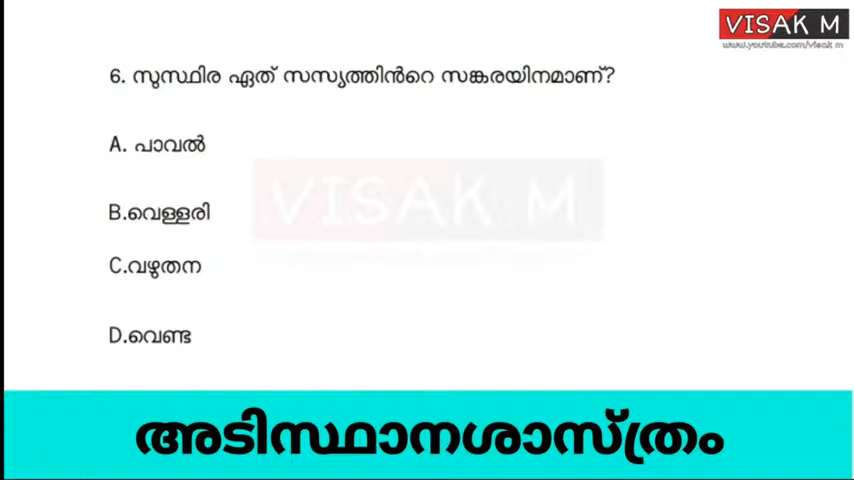 VISAK M
www.youtube.com/visak m
6. സുസ്ഥിര ഏത് സസ്യത്തിൻറെ സങ്കരയിനമാണ്?
A. പാവൽ
VISAK M
B.വെള്ളരി
C.വഴുതന
D.വെണ്ട
അടിസ്ഥാനശാസ്ത്രം